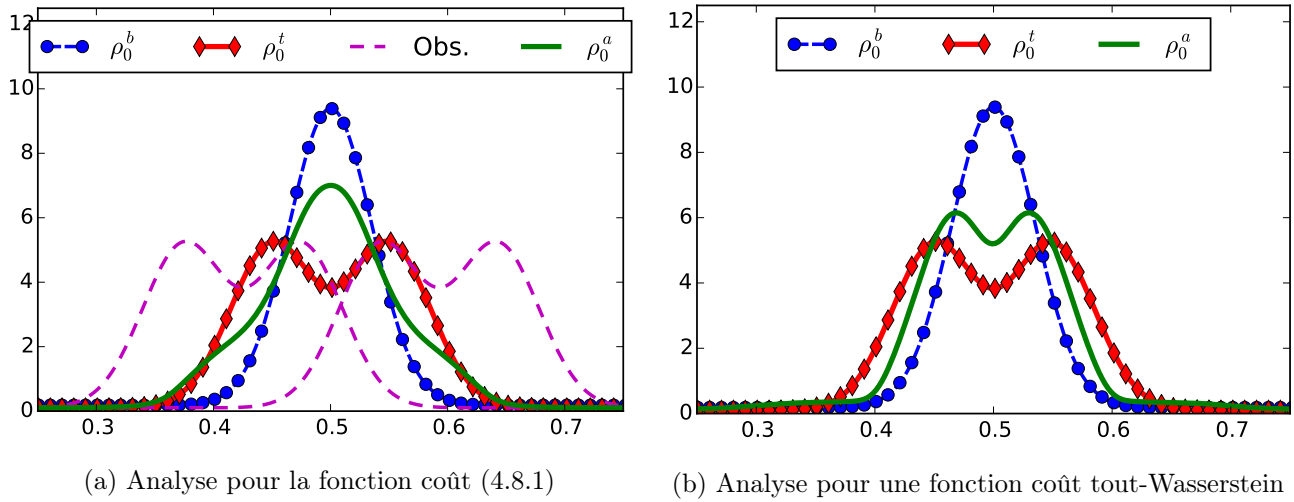 12
ρ₀ᵇ ρ₀ᵗ Obs. ρ₀ᵃ
10
8
6
4
2
0
0.3 0.4 0.5 0.6 0.7
(a) Analyse pour la fonction coût (4.8.1)
12
ρ₀ᵇ ρ₀ᵗ ρ₀ᵃ
10
8
6
4
2
0
0.3 0.4 0.5 0.6 0.7
(b) Analyse pour une fonction coût tout-Wasserstein